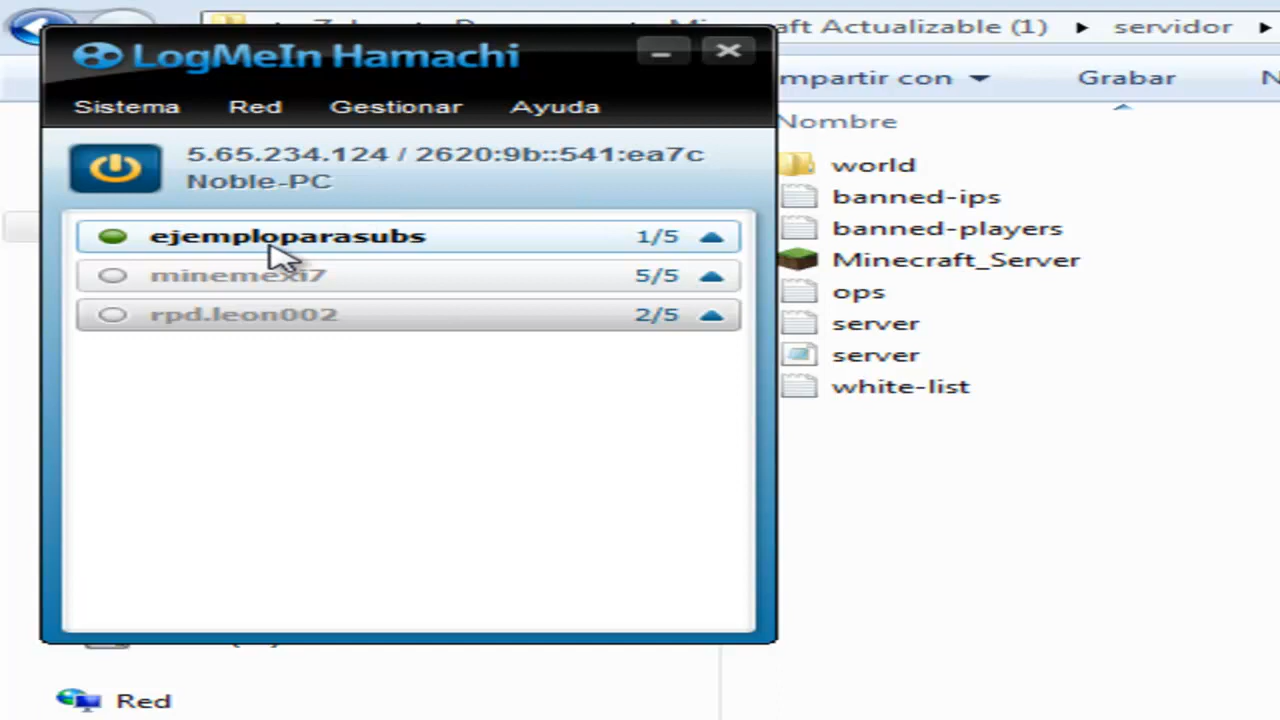 LogMeIn Hamachi
Sistema Red Gestionar Ayuda
5.65.234.124 / 2620:9b::541:ea7c
Noble-PC
ejemploparasubs 1/5
minemexi7 5/5
rpd.leon002 2/5
aft Actualizable (1) ▸ servidor ▸
mpartir con Grabar
Nombre
world
banned-ips
banned-players
Minecraft_Server
ops
server
server
white-list
Red